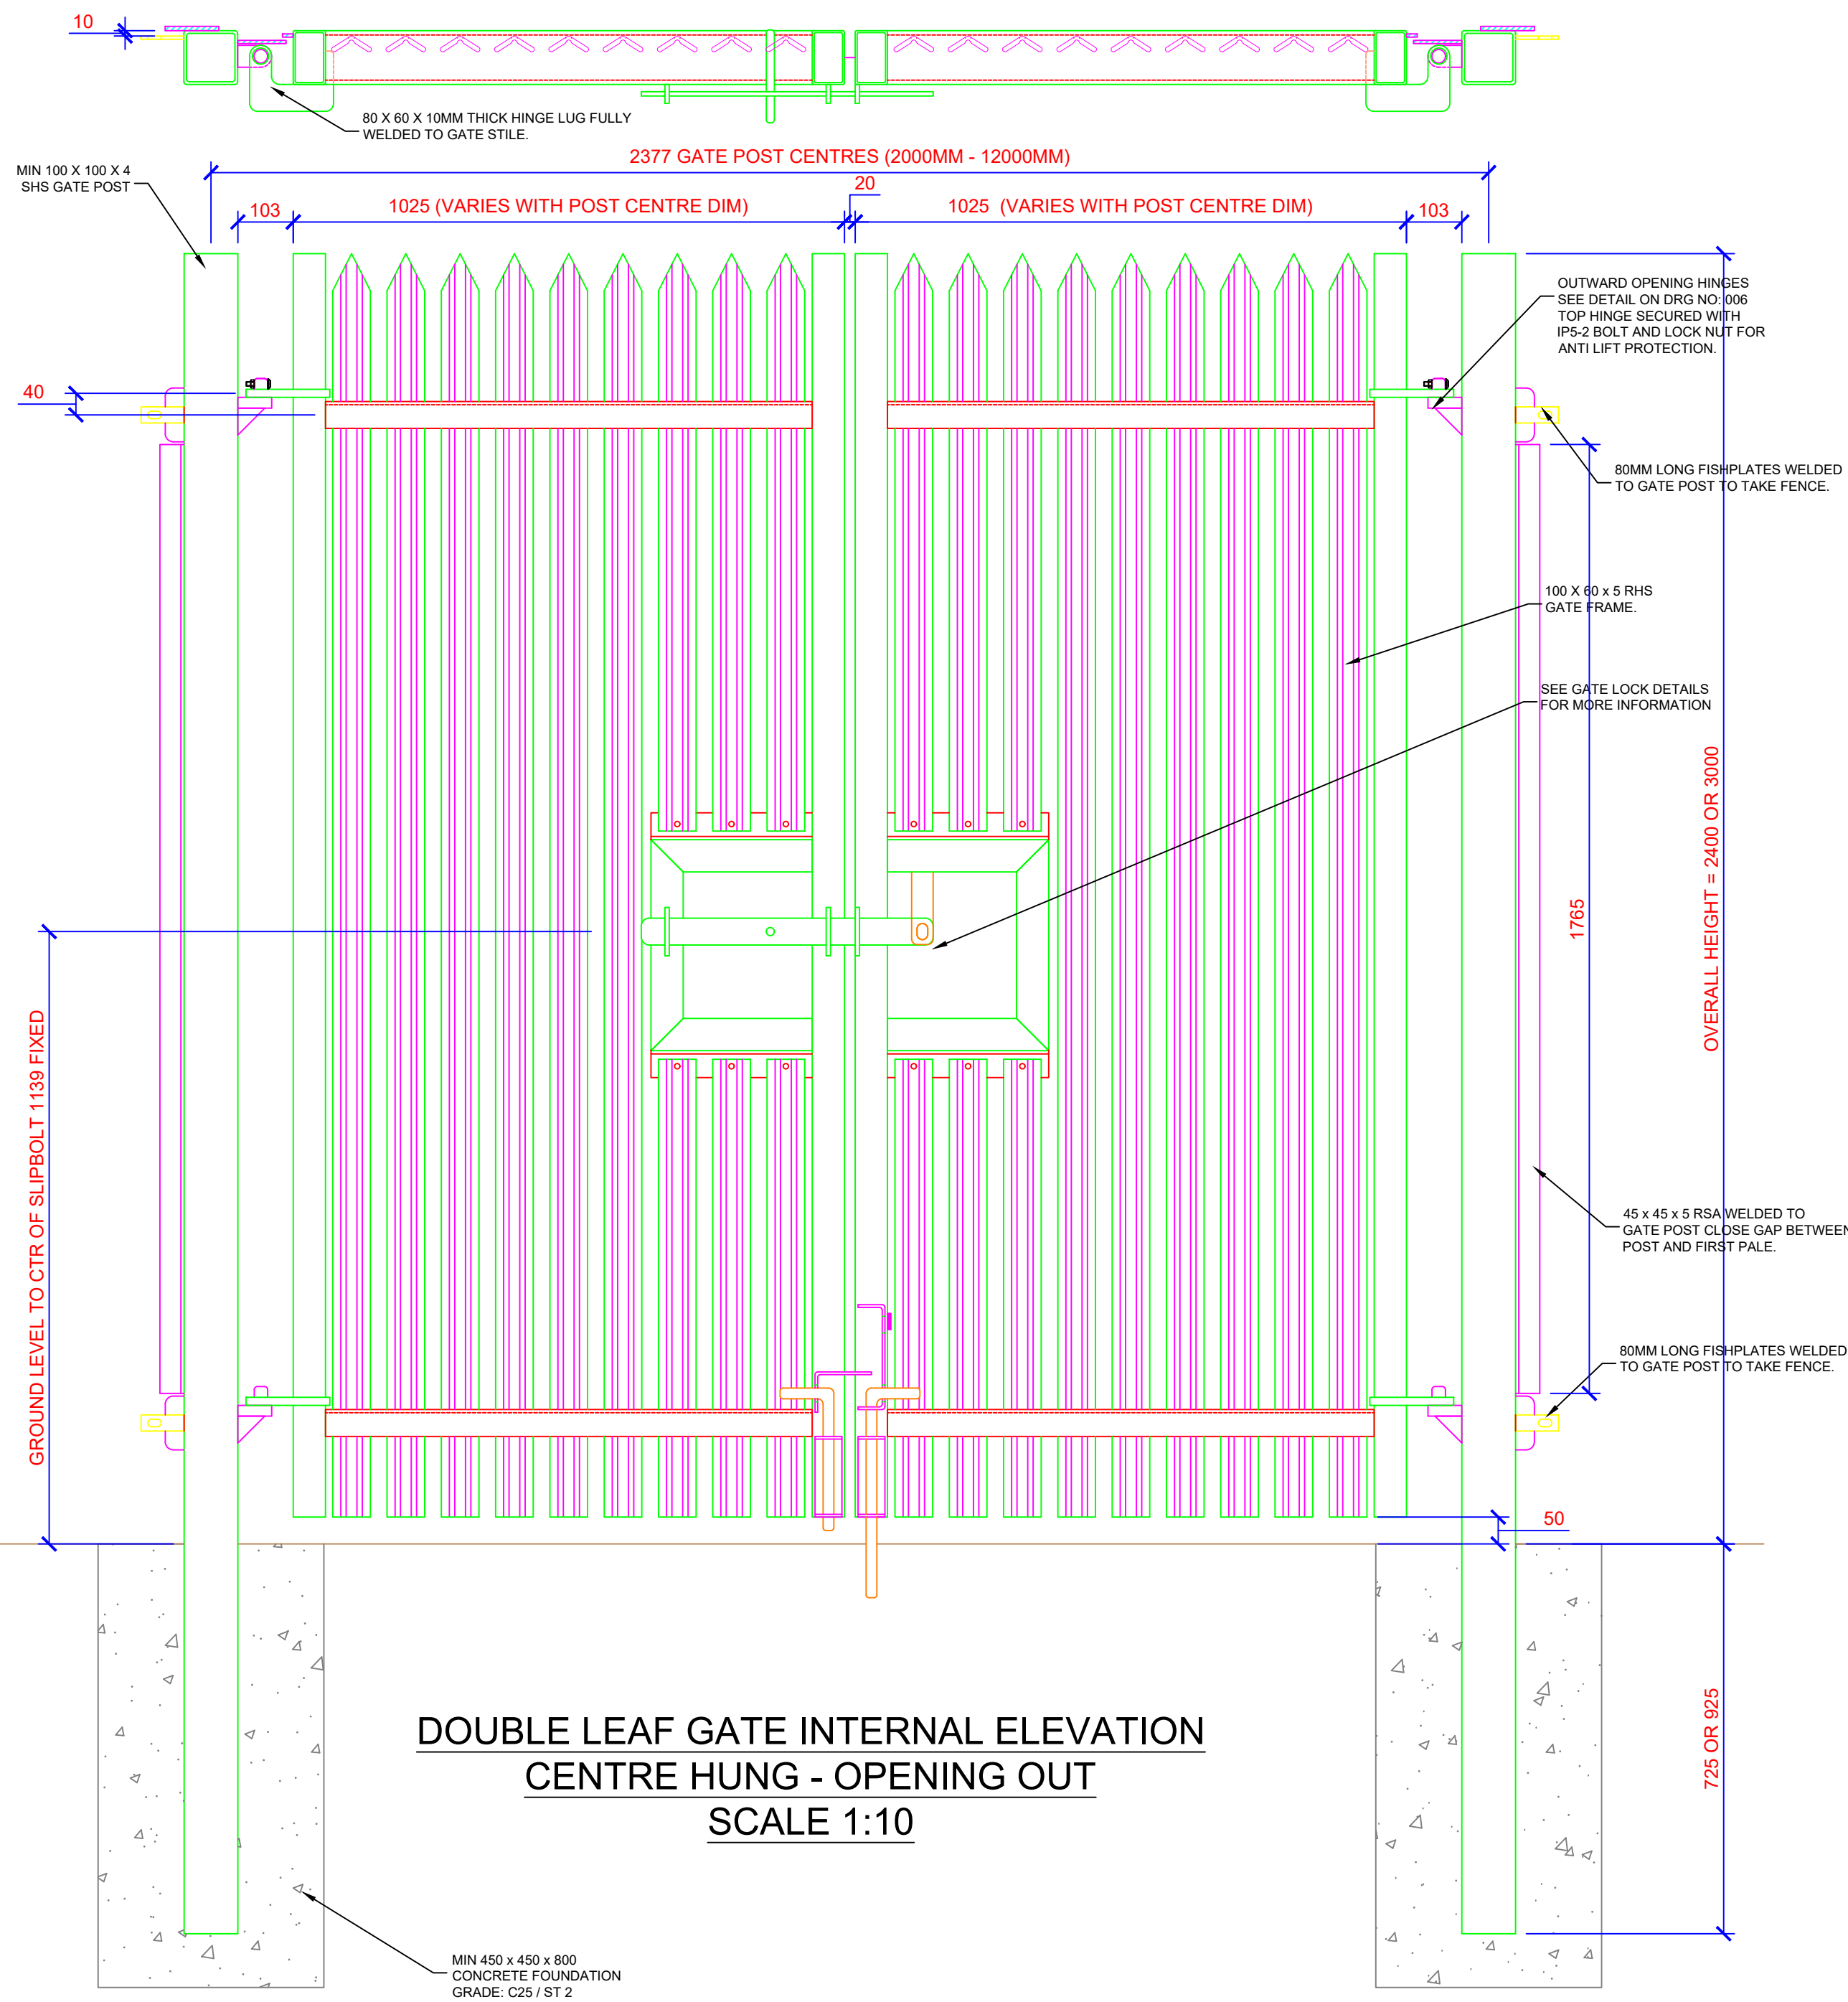 10
80 X 60 X 10MM THICK HINGE LUG FULLY
WELDED TO GATE STILE.
MIN 100 X 100 X 4
SHS GATE POST
2377 GATE POST CENTRES (2000MM - 12000MM)
20
103
1025 (VARIES WITH POST CENTRE DIM)
1025 (VARIES WITH POST CENTRE DIM)
103
OUTWARD OPENING HINGES
SEE DETAIL ON DRG NO: 006
TOP HINGE SECURED WITH
IP5-2 BOLT AND LOCK NUT FOR
ANTI LIFT PROTECTION.
40
80MM LONG FISHPLATES WELDED
TO GATE POST TO TAKE FENCE.
100 X 60 x 5 RHS
GATE FRAME.
SEE GATE LOCK DETAILS
FOR MORE INFORMATION
OVERALL HEIGHT = 2400 OR 3000
1765
GROUND LEVEL TO CTR OF SLIPBOLT 1139 FIXED
45 x 45 x 5 RSA WELDED TO
GATE POST CLOSE GAP BETWEEN
POST AND FIRST PALE.
80MM LONG FISHPLATES WELDED
TO GATE POST TO TAKE FENCE.
50
725 OR 925
DOUBLE LEAF GATE INTERNAL ELEVATION
CENTRE HUNG - OPENING OUT
SCALE 1:10
MIN 450 x 450 x 800
CONCRETE FOUNDATION
GRADE: C25 / ST 2